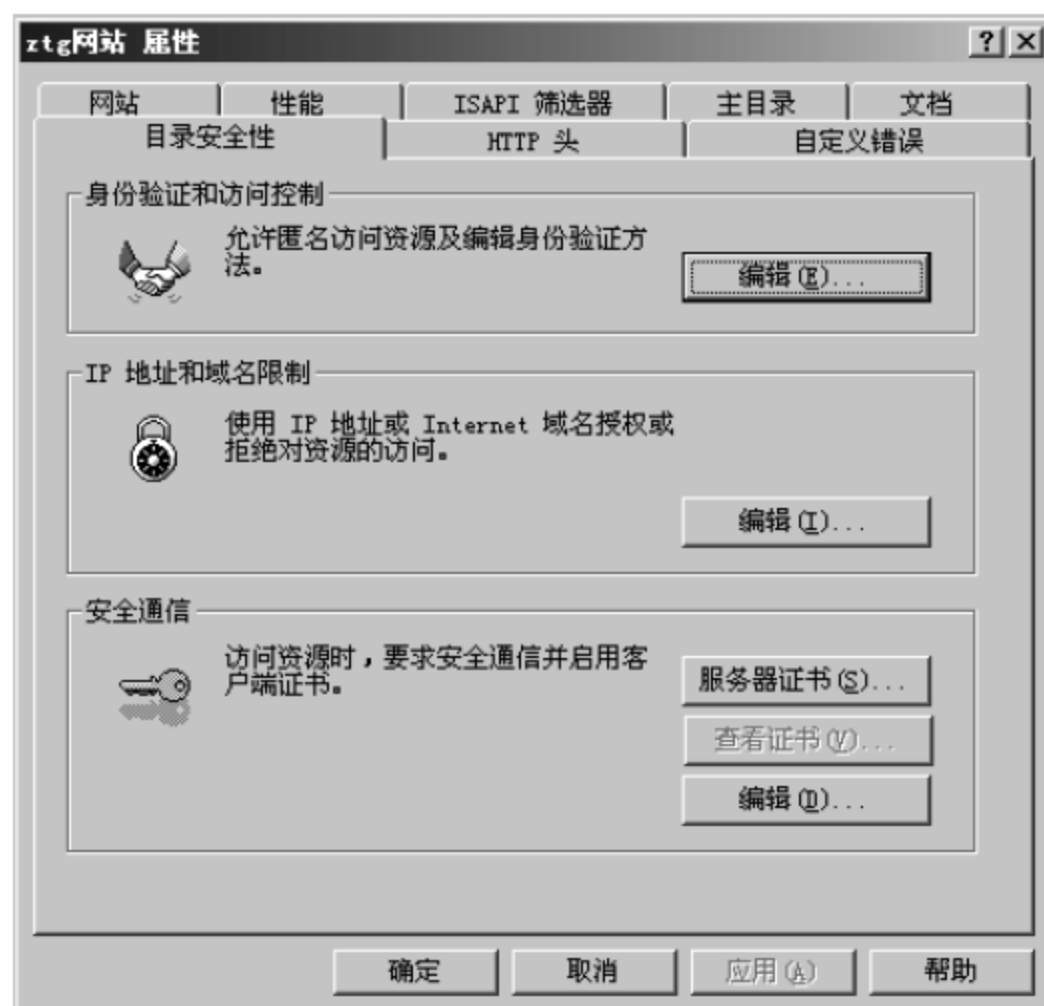 ztg网站 属性
网站 性能 ISAPI 筛选器 主目录 文档
目录安全性 HTTP 头 自定义错误
身份验证和访问控制
允许匿名访问资源及编辑身份验证方
法。
编辑(E)...
IP 地址和域名限制
使用 IP 地址或 Internet 域名授权或
拒绝对资源的访问。
编辑(I)...
安全通信
访问资源时，要求安全通信并启用客
户端证书。
服务器证书(S)...
查看证书(V)...
编辑(D)...
确定 取消 应用(A) 帮助